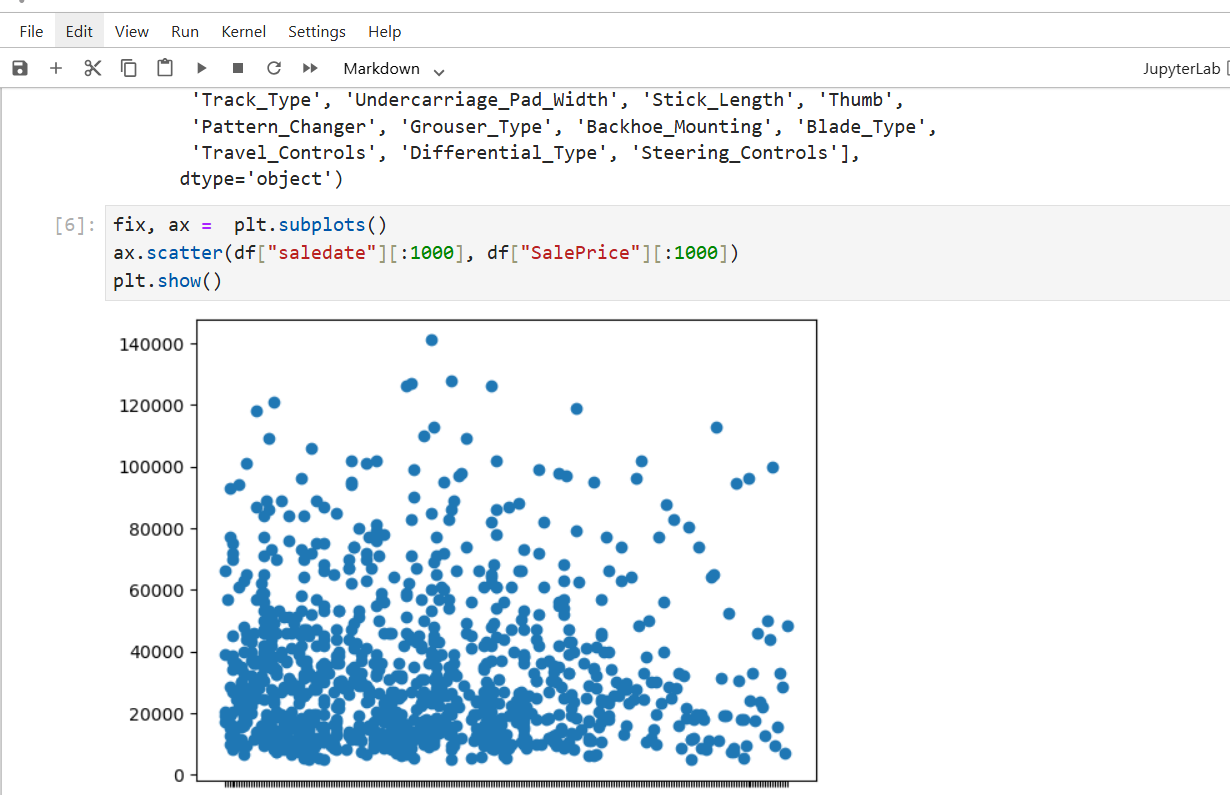 File Edit View Run Kernel Settings Help
Markdown JupyterLab
'Track_Type', 'Undercarriage_Pad_Width', 'Stick_Length', 'Thumb',
'Pattern_Changer', 'Grouser_Type', 'Backhoe_Mounting', 'Blade_Type',
'Travel_Controls', 'Differential_Type', 'Steering_Controls'],
dtype='object')
[6]: fix, ax =  plt.subplots()
ax.scatter(df["saledate"][:1000], df["SalePrice"][:1000])
plt.show()
140000
120000
100000
80000
60000
40000
20000
0